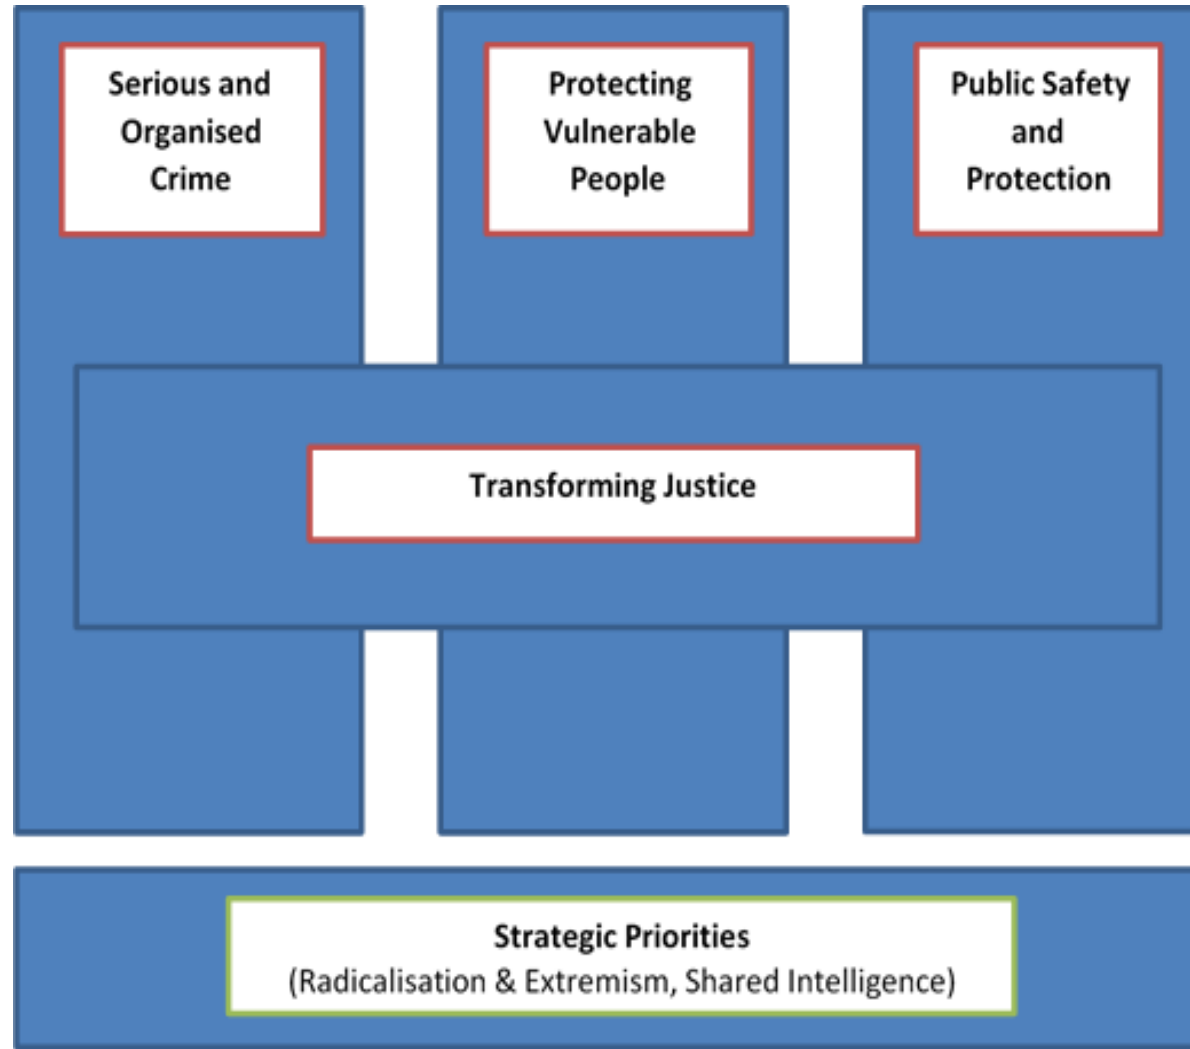 Serious and
Organised
Crime
Protecting
Vulnerable
People
Public Safety
and
Protection
Transforming Justice
Strategic Priorities
(Radicalisation & Extremism, Shared Intelligence)